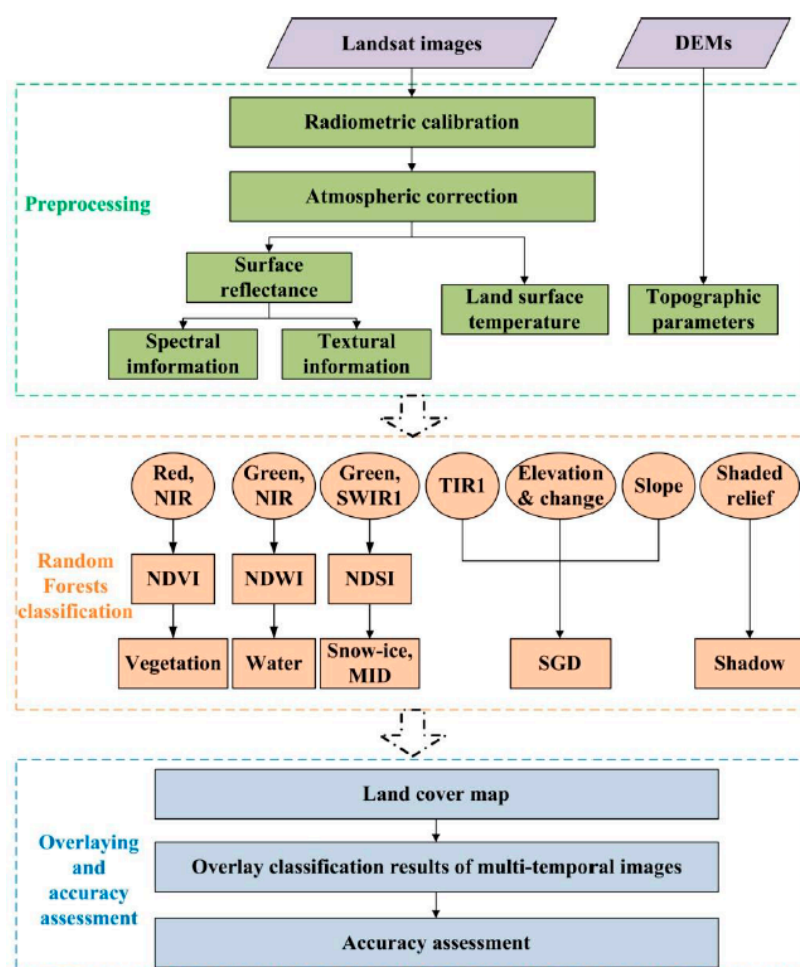 Landsat images
DEMs
Radiometric calibration
Preprocessing
Atmospheric correction
Surface
reflectance
Land surface
temperature
Topographic
parameters
Spectral
imformation
Textural
information
Red,
NIR
Green,
NIR
Green,
SWIR1
TIR1
Elevation
& change
Slope
Shaded
relief
Random
Forests
classification
NDVI
NDWI
NDSI
Vegetation
Water
Snow-ice,
MID
SGD
Shadow
Overlaying
and
accuracy
assessment
Land cover map
Overlay classification results of multi-temporal images
Accuracy assessment